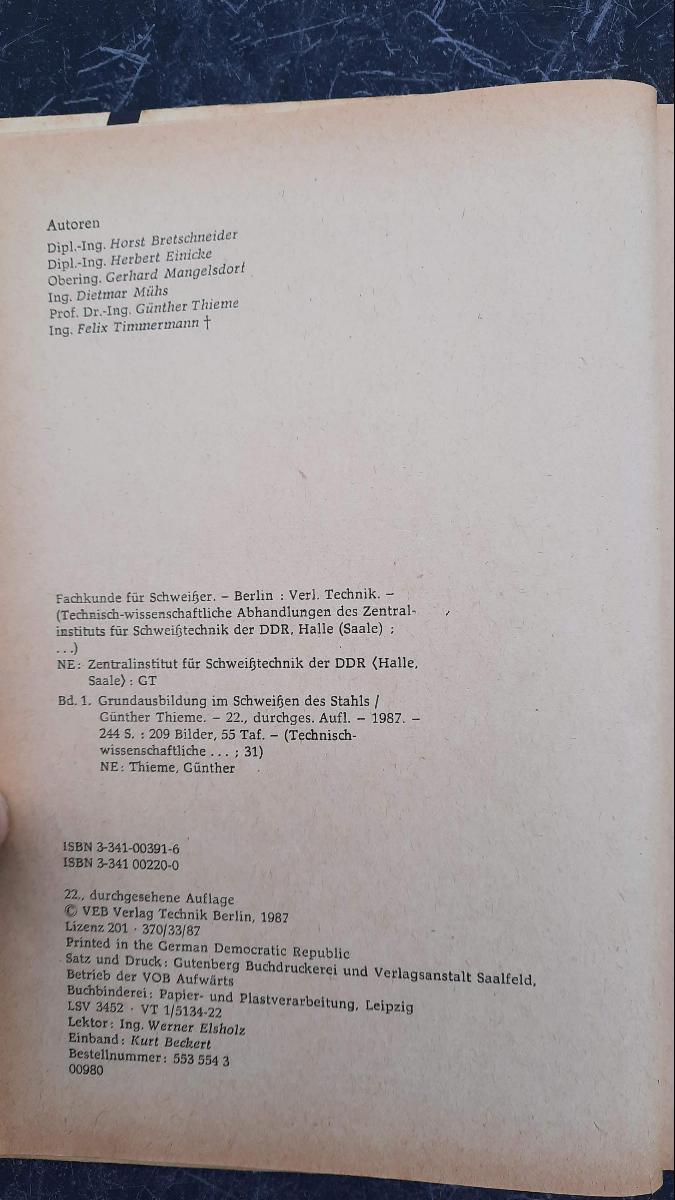 Autoren
Dipl.-Ing. Horst Bretschneider
Dipl.-Ing. Herbert Einicke
Obering. Gerhard Mangelsdorf
Ing. Dietmar Mühs
Prof. Dr.-Ing. Günther Thieme
Ing. Felix Timmermann †
Fachkunde für Schweißer. – Berlin : Verl. Technik. –
(Technisch-wissenschaftliche Abhandlungen des Zentral-
instituts für Schweißtechnik der DDR, Halle (Saale) ;
. . .)
NE: Zentralinstitut für Schweißtechnik der DDR ⟨Halle,
Saale⟩ : GT
Bd. 1. Grundausbildung im Schweißen des Stahls /
Günther Thieme. – 22., durchges. Aufl. – 1987. –
244 S. : 209 Bilder, 55 Taf. – (Technisch-
wissenschaftliche . . . ; 31)
NE: Thieme, Günther
ISBN 3-341-00391-6
ISBN 3-341 00220-0
22., durchgesehene Auflage
© VEB Verlag Technik Berlin, 1987
Lizenz 201 · 370/33/87
Printed in the German Democratic Republic
Satz und Druck: Gutenberg Buchdruckerei und Verlagsanstalt Saalfeld,
Betrieb der VOB Aufwärts
Buchbinderei: Papier- und Plastverarbeitung, Leipzig
LSV 3452 · VT 1/5134-22
Lektor: Ing. Werner Elsholz
Einband: Kurt Beckert
Bestellnummer: 553 554 3
00980